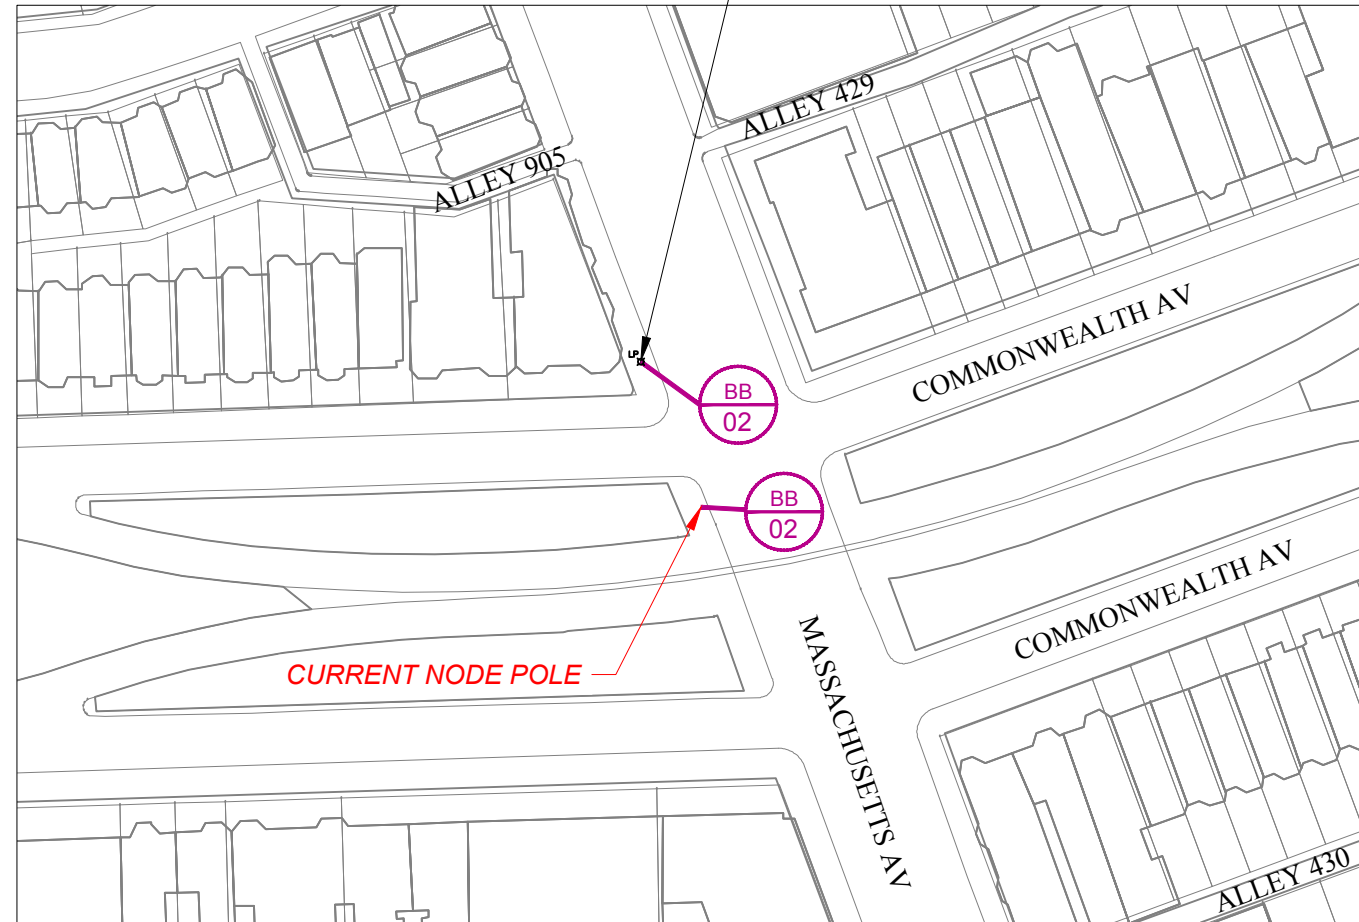 ALLEY 429
ALLEY 905
COMMONWEALTH AV
LP
BB
02
BB
02
COMMONWEALTH AV
CURRENT NODE POLE
MASSACHUSETTS AV
ALLEY 430